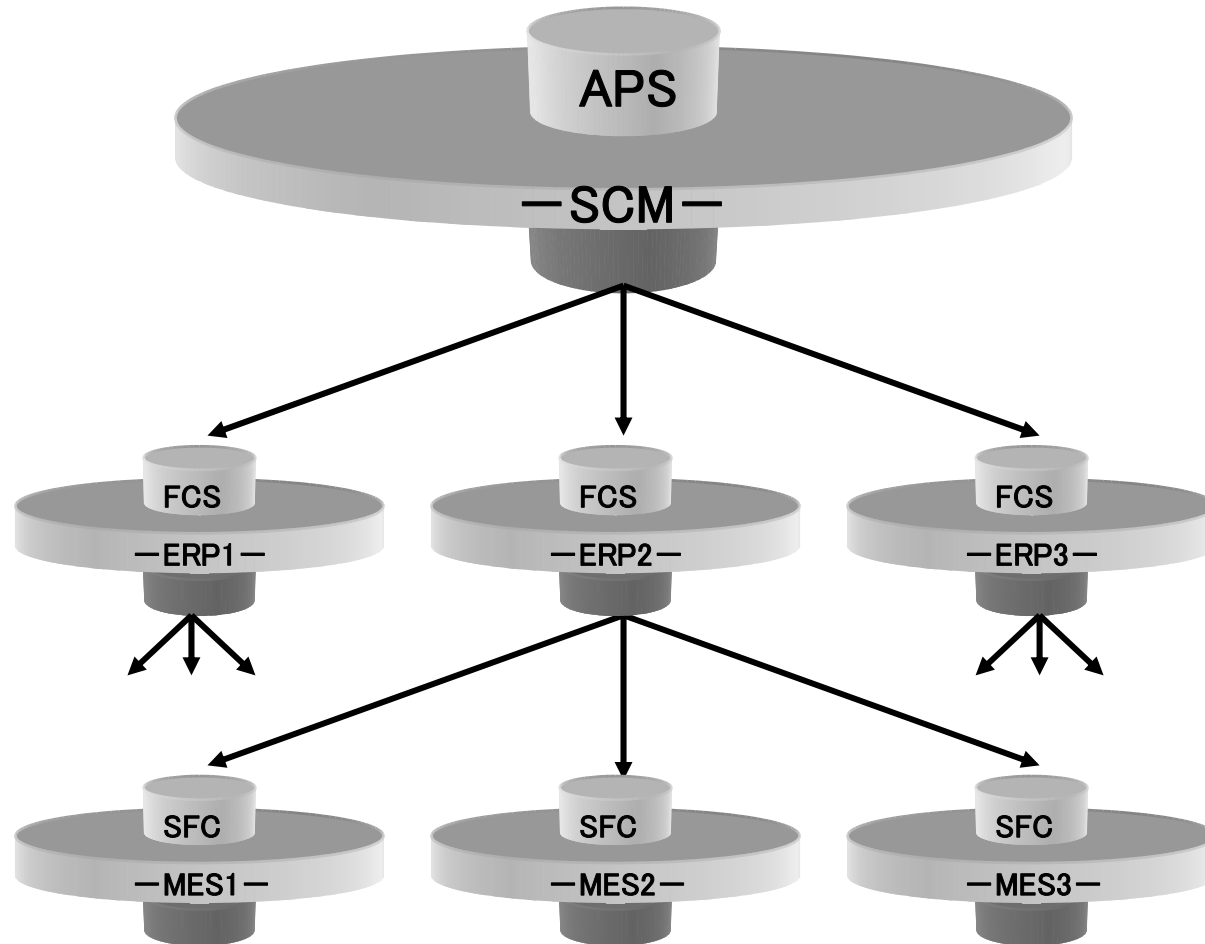 APS
—SCM—
FCS
FCS
FCS
—ERP1—
—ERP2—
—ERP3—
SFC
SFC
SFC
—MES1—
—MES2—
—MES3—